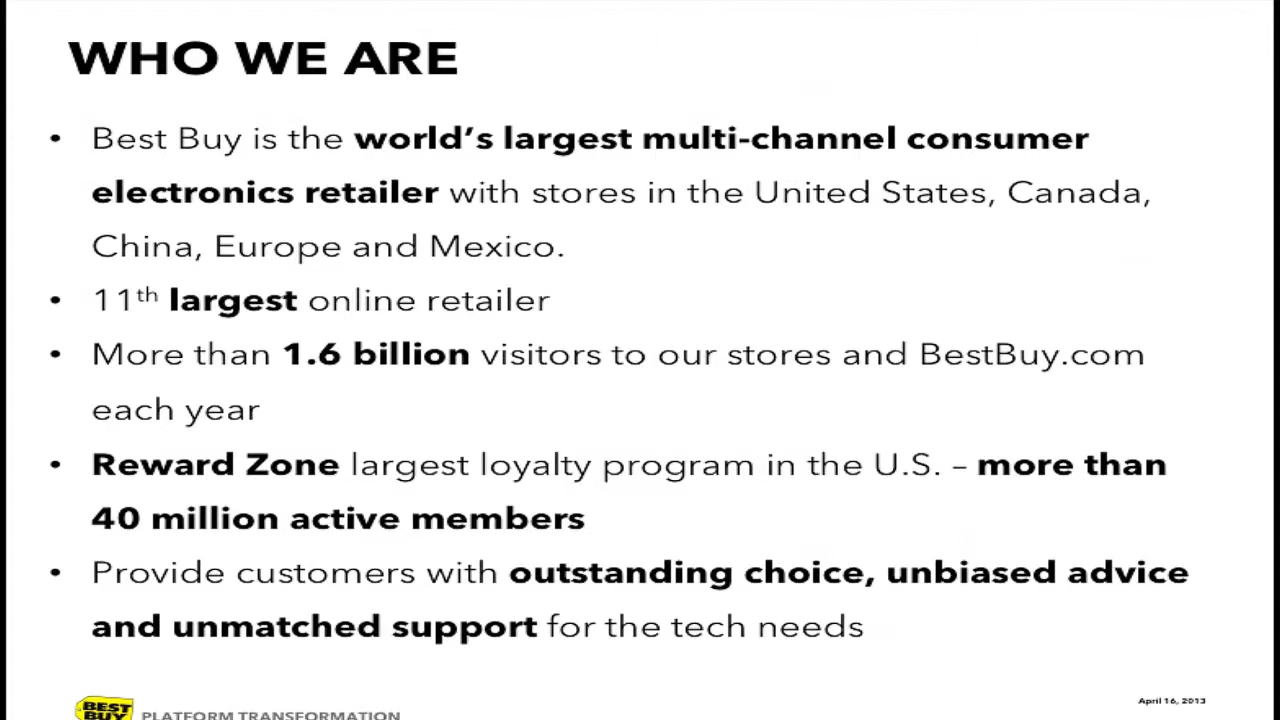 WHO WE ARE
• Best Buy is the world's largest multi-channel consumer
electronics retailer with stores in the United States, Canada,
China, Europe and Mexico.
• 11th largest online retailer
• More than 1.6 billion visitors to our stores and BestBuy.com
each year
• Reward Zone largest loyalty program in the U.S. – more than
40 million active members
• Provide customers with outstanding choice, unbiased advice
and unmatched support for the tech needs
April 16, 2013
BEST
BUY
PLATFORM TRANSFORMATION